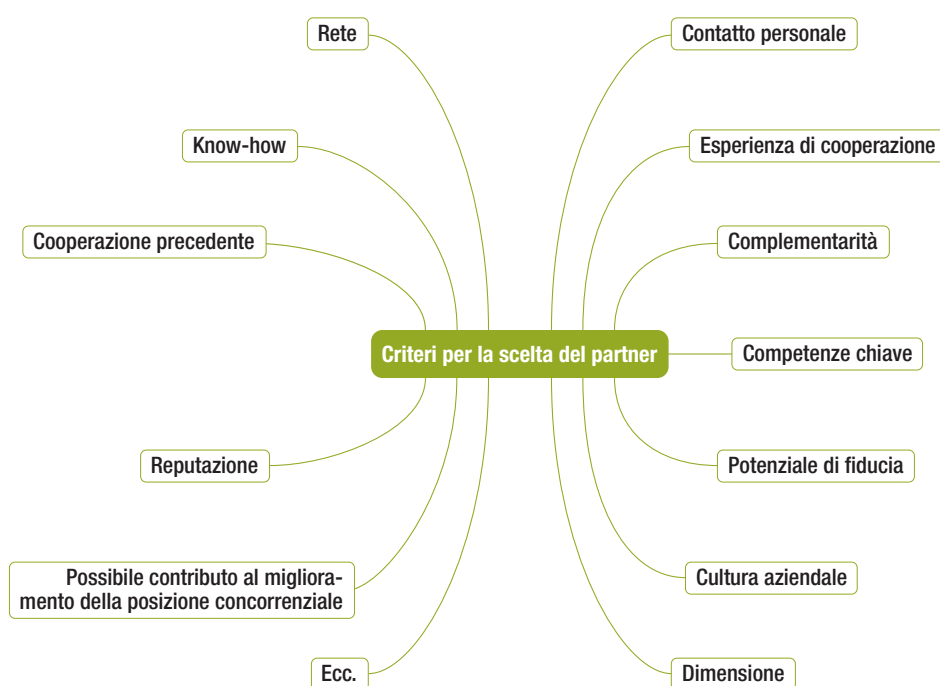 Rete
Contatto personale
Know-how
Esperienza di cooperazione
Cooperazione precedente
Complementarità
Criteri per la scelta del partner
Competenze chiave
Reputazione
Potenziale di fiducia
Possibile contributo al migliora-
mento della posizione concorrenziale
Cultura aziendale
Ecc.
Dimensione